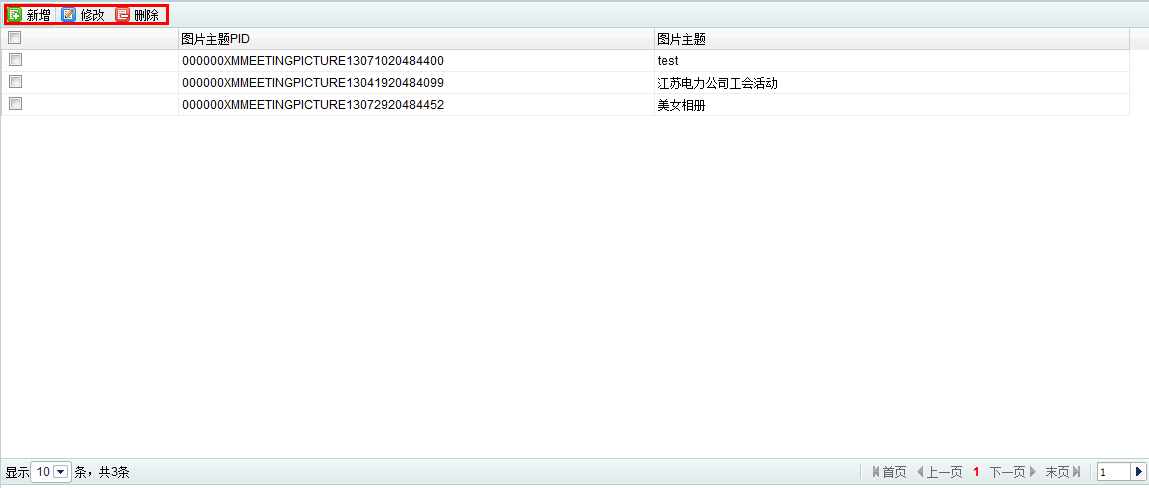 新增 修改 删除
图片主题PID 图片主题
000000XMMEETINGPICTURE13071020484400 test
000000XMMEETINGPICTURE13041920484099 江苏电力公司工会活动
000000XMMEETINGPICTURE13072920484452 美女相册
显示 10 条，共3条 首页 上一页 1 下一页 末页 1